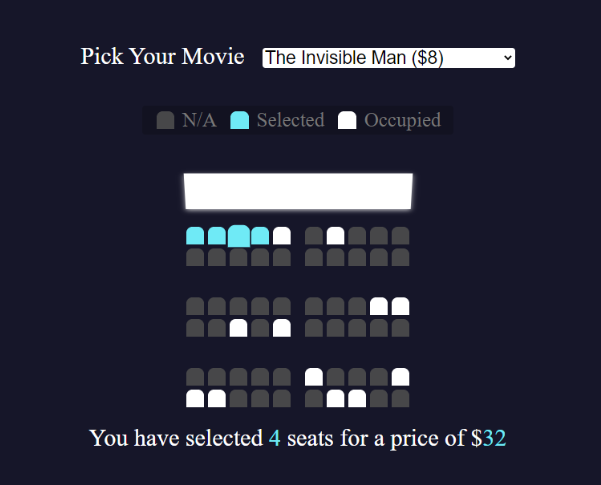 Pick Your Movie The Invisible Man ($8)
N/A Selected Occupied
You have selected 4 seats for a price of $32